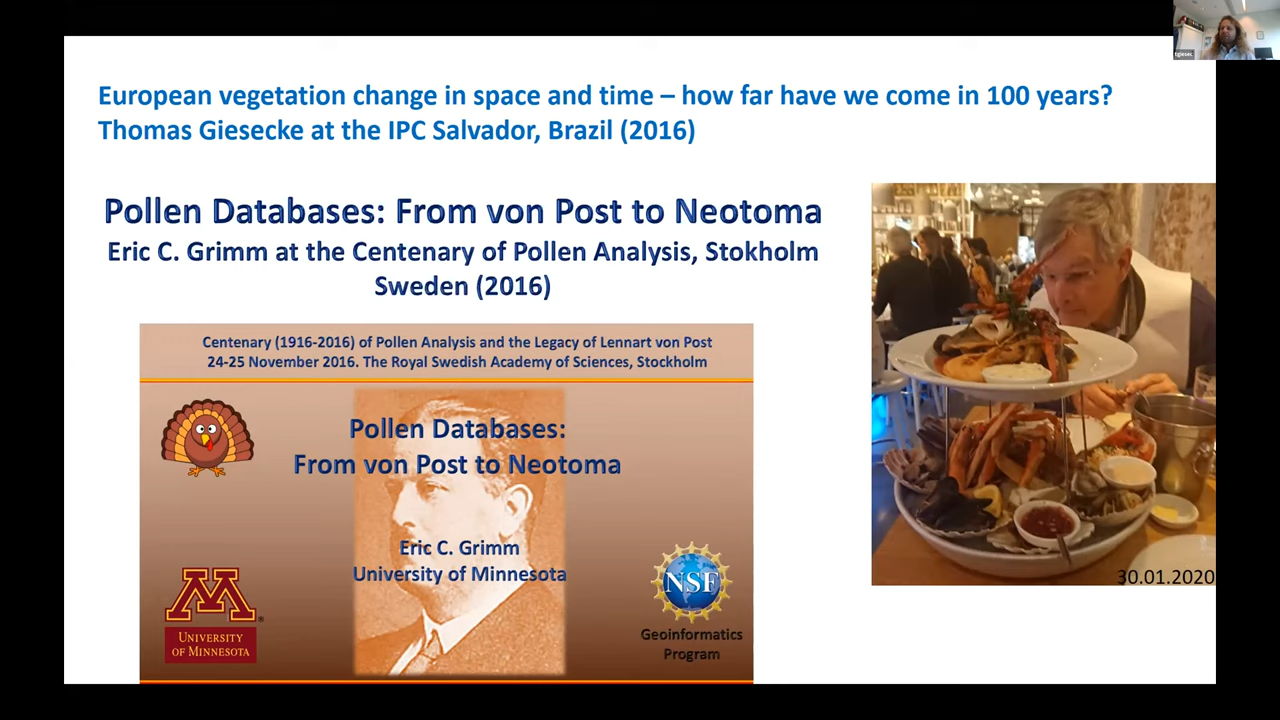 European vegetation change in space and time – how far have we come in 100 years?
Thomas Giesecke at the IPC Salvador, Brazil (2016)
Pollen Databases: From von Post to Neotoma
Eric C. Grimm at the Centenary of Pollen Analysis, Stokholm
Sweden (2016)
Centenary (1916-2016) of Pollen Analysis and the Legacy of Lennart von Post
24-25 November 2016. The Royal Swedish Academy of Sciences, Stockholm
Pollen Databases:
From von Post to Neotoma
Eric C. Grimm
University of Minnesota
M
UNIVERSITY
OF MINNESOTA
NSF
Geoinformatics
Program
30.01.2020